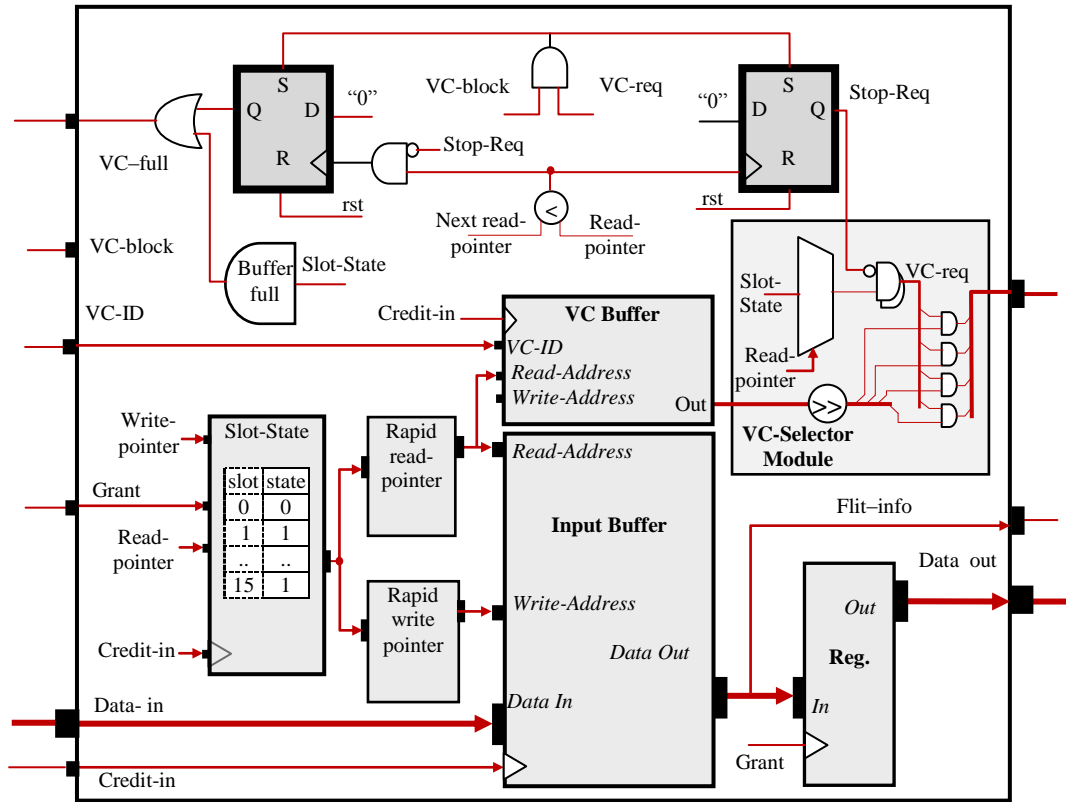 S
Q
D
R
"0"
VC-block
VC-req
"0"
S
D
Q
R
Stop-Req
VC–full
Stop-Req
rst
Next read-
pointer
<
Read-
pointer
rst
VC-block
Buffer
full
Slot-State
VC-ID
Credit-in
VC Buffer
VC-ID
Read-Address
Write-Address
Out
VC-req
Slot-
State
Read-
pointer
>>
VC-Selector
Module
Write-
pointer
Slot-State
slot state
0 0
1 1
.. ..
15 1
Grant
Read-
pointer
Credit-in
Rapid
read-
pointer
Rapid
write
pointer
Read-Address
Input Buffer
Write-Address
Data Out
Data In
Flit–info
Data out
Out
Reg.
In
Grant
Data- in
Credit-in